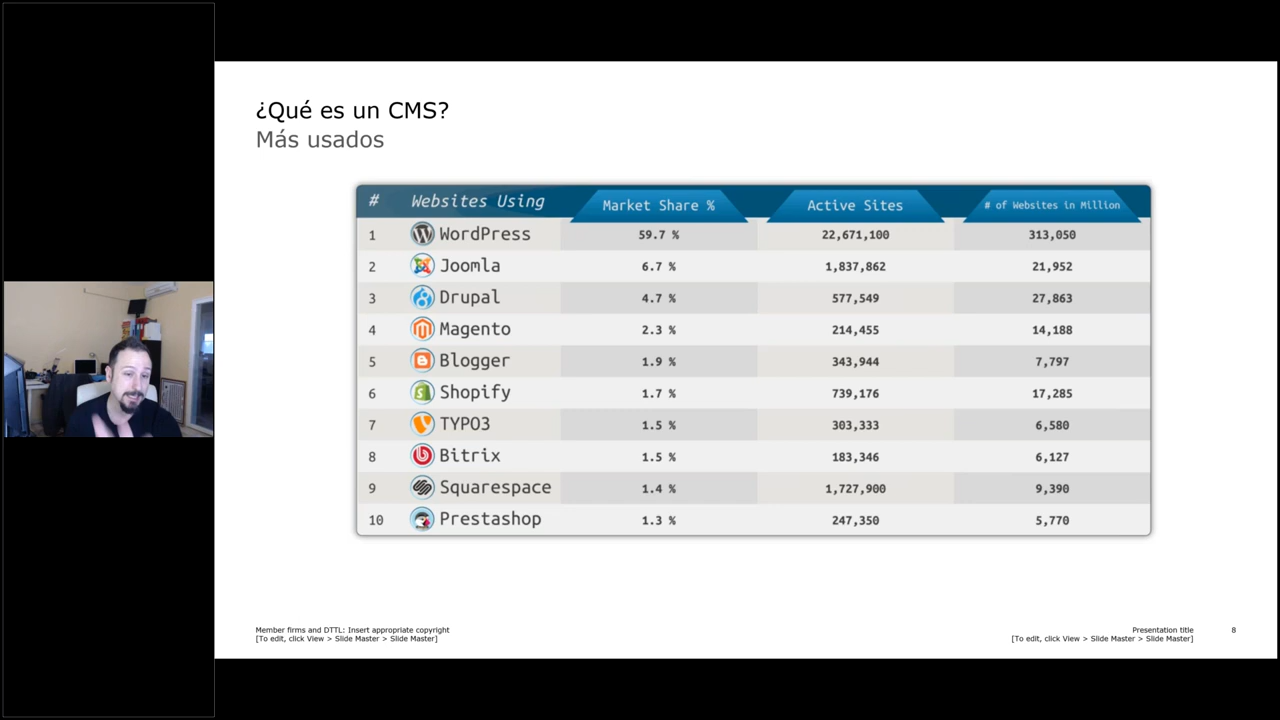 ¿Qué es un CMS?
Más usados
# Websites Using Market Share % Active Sites # of Websites in Million
1 WordPress 59.7 % 22,671,100 313,050
2 Joomla 6.7 % 1,837,862 21,952
3 Drupal 4.7 % 577,549 27,863
4 Magento 2.3 % 214,455 14,188
5 Blogger 1.9 % 343,944 7,797
6 Shopify 1.7 % 739,176 17,285
7 TYPO3 1.5 % 303,333 6,580
8 Bitrix 1.5 % 183,346 6,127
9 Squarespace 1.4 % 1,727,900 9,390
10 Prestashop 1.3 % 247,350 5,770
Member firms and DTTL: Insert appropriate copyright
[To edit, click View > Slide Master > Slide Master]
Presentation title
[To edit, click View > Slide Master > Slide Master]
8